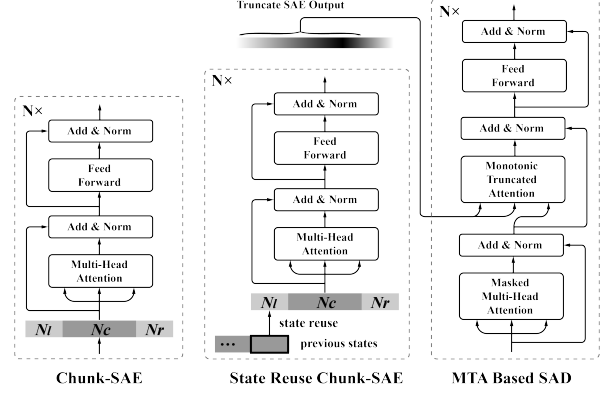 Truncate SAE Output
N×
Add & Norm
Feed
Forward
Add & Norm
Multi-Head
Attention
Nl Nc Nr
Chunk-SAE
N×
Add & Norm
Feed
Forward
Add & Norm
Multi-Head
Attention
Nl Nc Nr
state reuse
••• previous states
State Reuse Chunk-SAE
N×
Add & Norm
Feed
Forward
Add & Norm
Monotonic
Truncated
Attention
Add & Norm
Masked
Multi-Head
Attention
MTA Based SAD